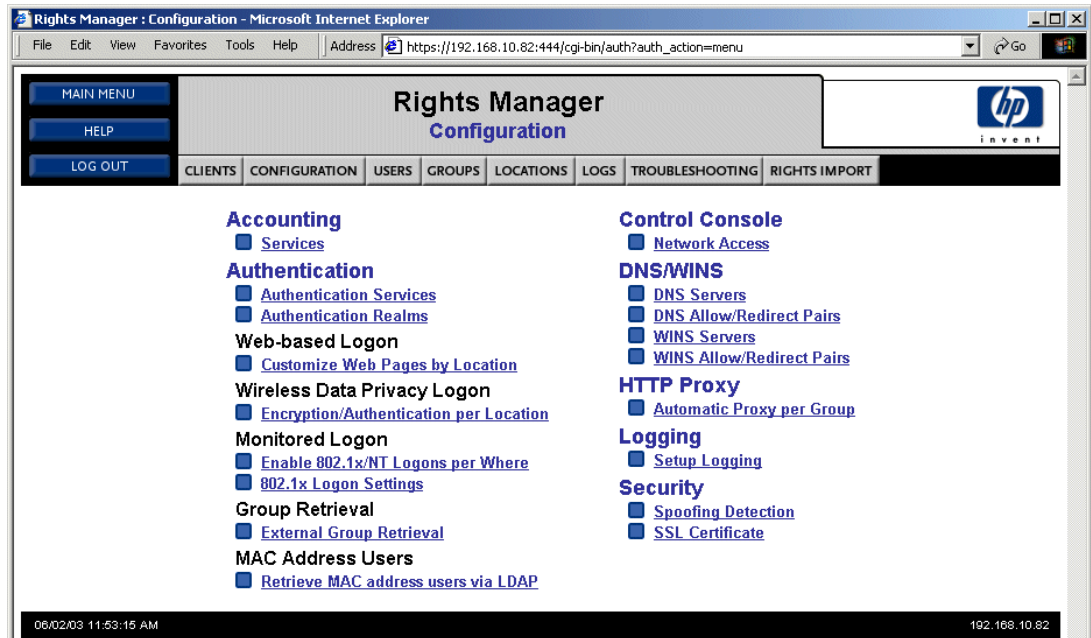 Rights Manager : Configuration - Microsoft Internet Explorer
File Edit View Favorites Tools Help Address https://192.168.10.82:444/cgi-bin/auth?auth_action=menu Go
MAIN MENU
HELP
LOG OUT
Rights Manager
Configuration
hp
invent
CLIENTS CONFIGURATION USERS GROUPS LOCATIONS LOGS TROUBLESHOOTING RIGHTS IMPORT
Accounting
Services
Authentication
Authentication Services
Authentication Realms
Web-based Logon
Customize Web Pages by Location
Wireless Data Privacy Logon
Encryption/Authentication per Location
Monitored Logon
Enable 802.1x/NT Logons per Where
802.1x Logon Settings
Group Retrieval
External Group Retrieval
MAC Address Users
Retrieve MAC address users via LDAP
Control Console
Network Access
DNS/WINS
DNS Servers
DNS Allow/Redirect Pairs
WINS Servers
WINS Allow/Redirect Pairs
HTTP Proxy
Automatic Proxy per Group
Logging
Setup Logging
Security
Spoofing Detection
SSL Certificate
06/02/03 11:53:15 AM
192.168.10.82